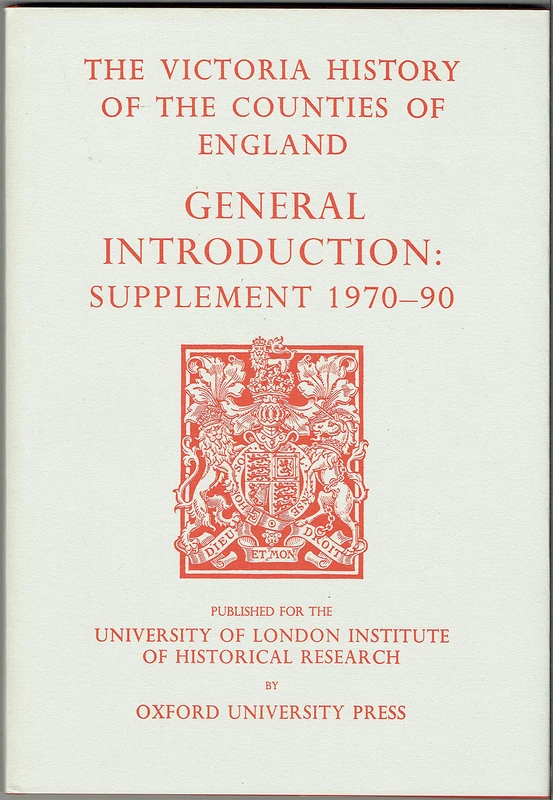 THE VICTORIA HISTORY
OF THE COUNTIES OF
ENGLAND
GENERAL
INTRODUCTION:
SUPPLEMENT 1970–90
DIEU
ET MON
DROIT
PUBLISHED FOR THE
UNIVERSITY OF LONDON INSTITUTE
OF HISTORICAL RESEARCH
BY
OXFORD UNIVERSITY PRESS